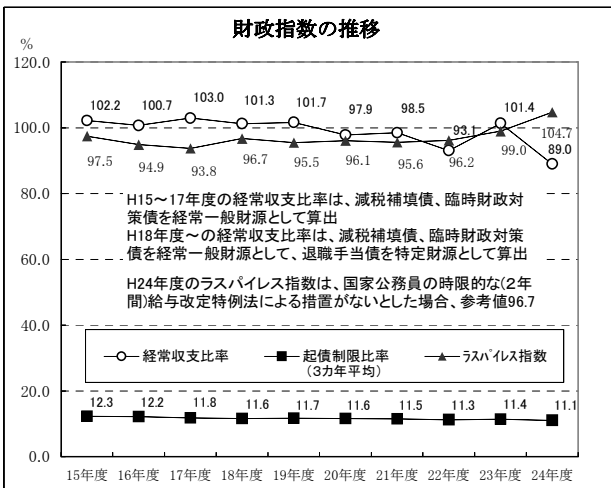 財政指数の推移
%
120.0
100.0
80.0
60.0
40.0
20.0
0.0
102.2 100.7 103.0 101.3 101.7 97.9 98.5 93.1 101.4 89.0
97.5 94.9 93.8 96.7 95.5 96.1 95.6 96.2 99.0 104.7
H15～17年度の経常収支比率は、減税補填債、臨時財政対
策債を経常一般財源として算出
H18年度～の経常収支比率は、減税補填債、臨時財政対策
債を経常一般財源として、退職手当債を特定財源として算出
H24年度のラスパイレス指数は、国家公務員の時限的な(2年
間)給与改定特例法による措置がないとした場合、参考値96.7
経常収支比率 起債制限比率 ﾗｽﾊﾟｲﾚｽ指数
(3カ年平均)
12.3 12.2 11.8 11.6 11.7 11.6 11.5 11.3 11.4 11.1
15年度 16年度 17年度 18年度 19年度 20年度 21年度 22年度 23年度 24年度